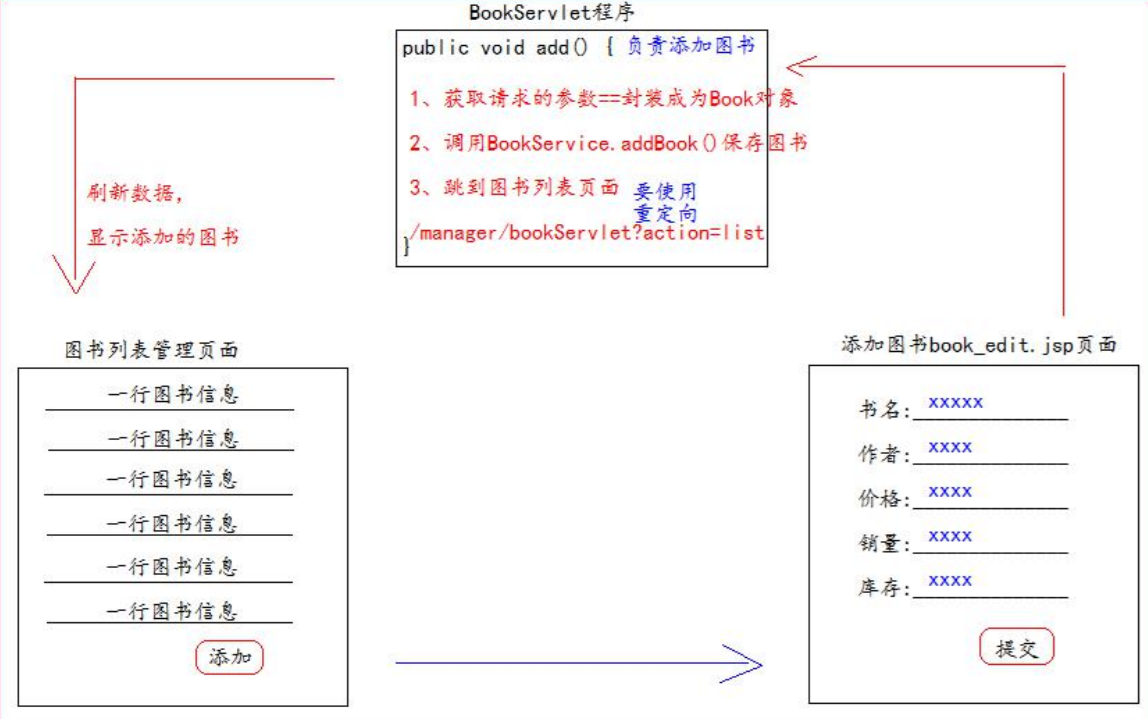 BookServlet程序
public void add() { 负责添加图书
1、获取请求的参数==封装成为Book对象
2、调用BookService.addBook()保存图书
3、跳到图书列表页面 要使用
重定向
/manager/bookServlet?action=list
}
刷新数据,
显示添加的图书
图书列表管理页面
一行图书信息
一行图书信息
一行图书信息
一行图书信息
一行图书信息
一行图书信息
添加
添加图书book_edit.jsp页面
书名: xxxxx
作者: xxxx
价格: xxxx
销量: xxxx
库存: xxxx
提交